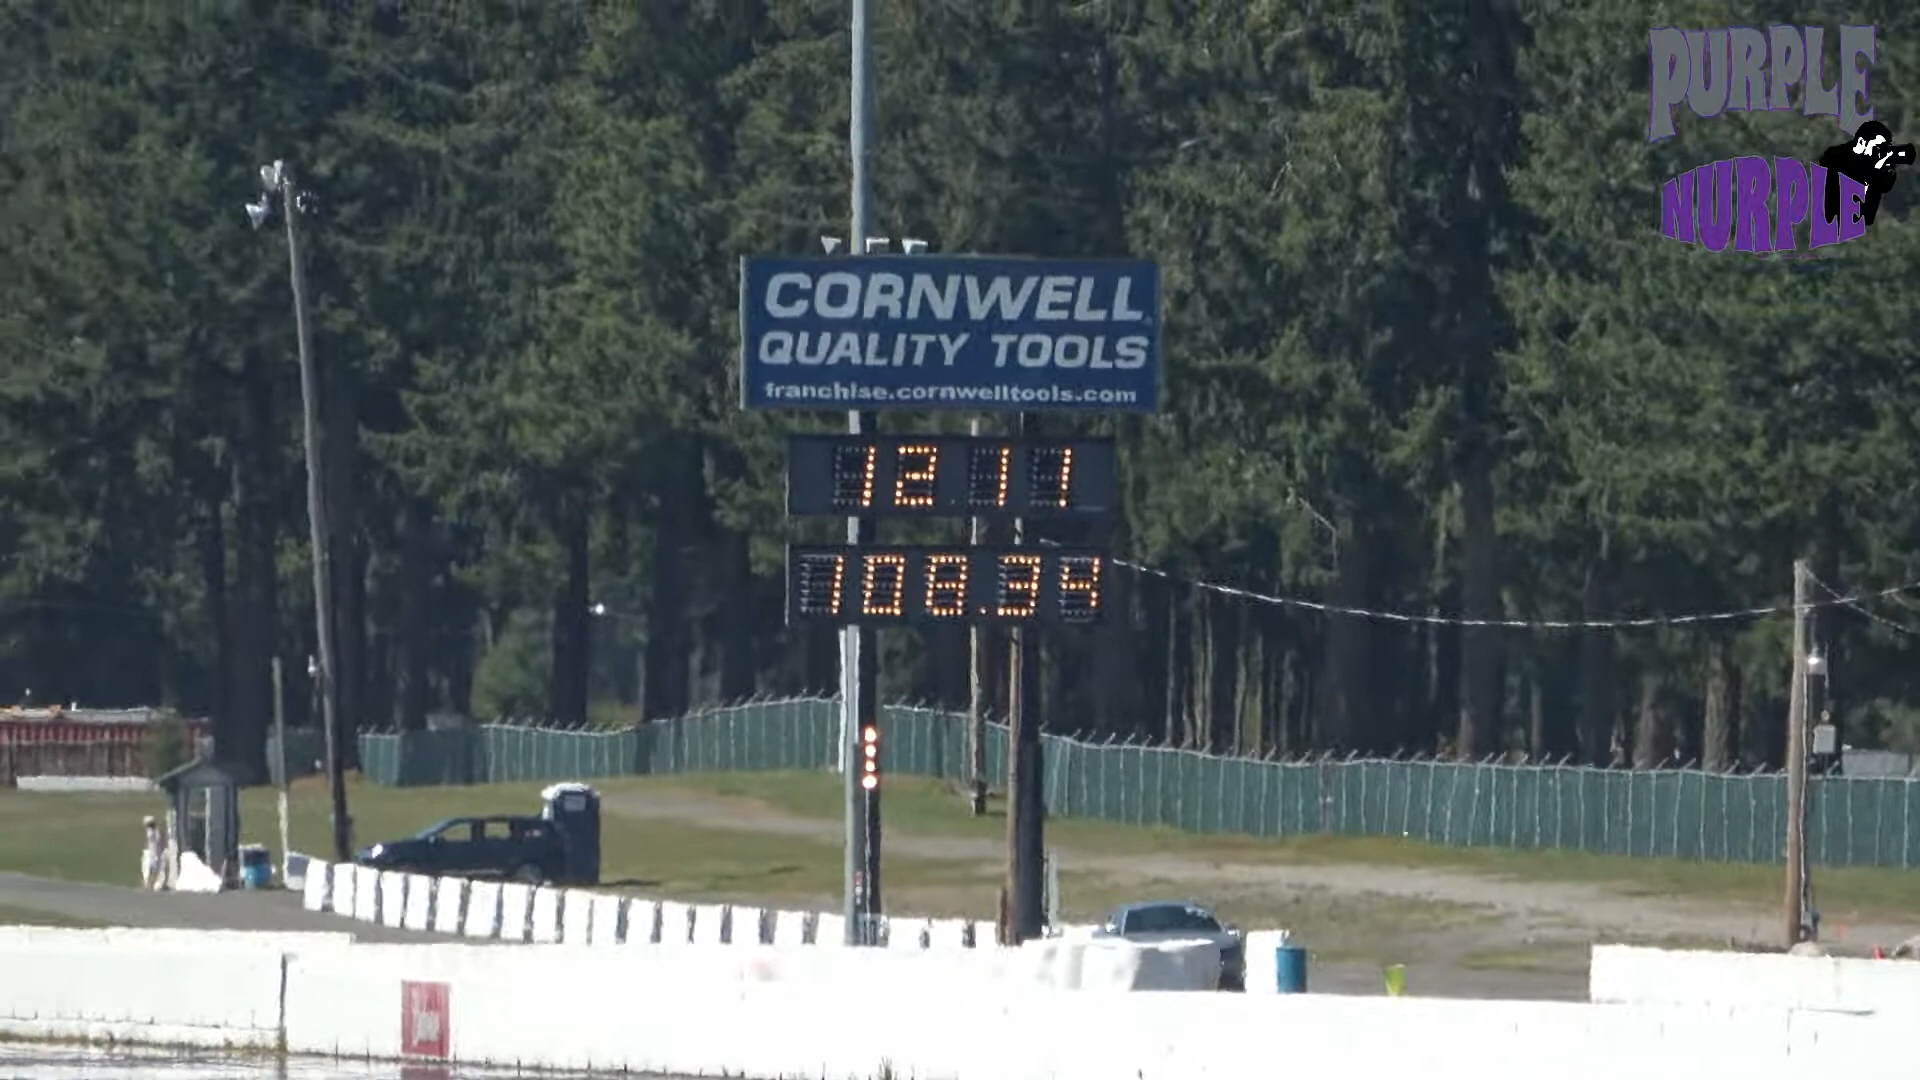 PURPLE
NURPLE
CORNWELL
QUALITY TOOLS
franchise.cornwelltools.com
12.11
108.34